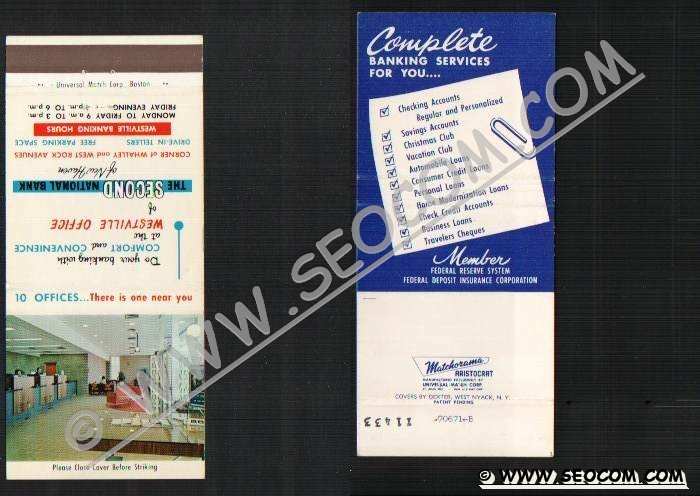 Universal Match Corp., Boston
Do your banking with
COMFORT and CONVENIENCE
at the
WESTVILLE OFFICE
of
THE SECOND NATIONAL BANK
of New Haven
CORNER of WHALLEY and WEST ROCK AVENUES
DRIVE-IN TELLERS FREE PARKING SPACE
WESTVILLE BANKING HOURS
MONDAY TO FRIDAY 9 a.m. TO 3 p.m.
FRIDAY EVENING p.m. TO 6 p.m.
10 OFFICES...There is one near you
Please Close Cover Before Striking
Complete
BANKING SERVICES
FOR YOU....
Checking Accounts
Regular and Personalized
Savings Accounts
Christmas Club
Vacation Club
Automobile Loans
Consumer Credit Loans
Personal Loans
Home Modernization Loans
Check Credit Accounts
Business Loans
Travelers Cheques
Member
FEDERAL RESERVE SYSTEM
FEDERAL DEPOSIT INSURANCE CORPORATION
Matchorama
ARISTOCRAT
MANUFACTURED EXCLUSIVELY BY
UNIVERSAL MATCH CORP.
COVERS BY DEXTER, WEST NYACK, N. Y.
PATENT PENDING
11433
70671-B
© WWW.SEOCOM.COM
© WWW.SEOCOM.COM